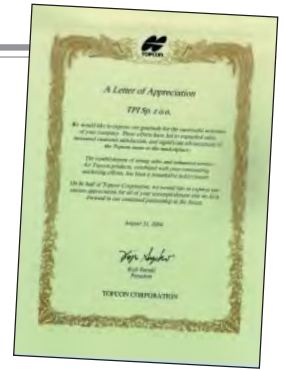 TOPCON
A Letter of Appreciation
TPI Sp. z o.o.
We would like to express our gratitude for the successful activities
of your company. These efforts have led to expanded sales,
increased customer satisfaction, and significant advancement of
the Topcon name in the marketplace.
The establishment of strong sales and enhanced service
for Topcon products, combined with your outstanding
marketing efforts, has been a remarkable achievement.
On behalf of Topcon Corporation, we would like to express our
sincere appreciation for all of your accomplishments and we look
forward to our continued partnership in the future.
August 31, 2004
President
TOPCON CORPORATION